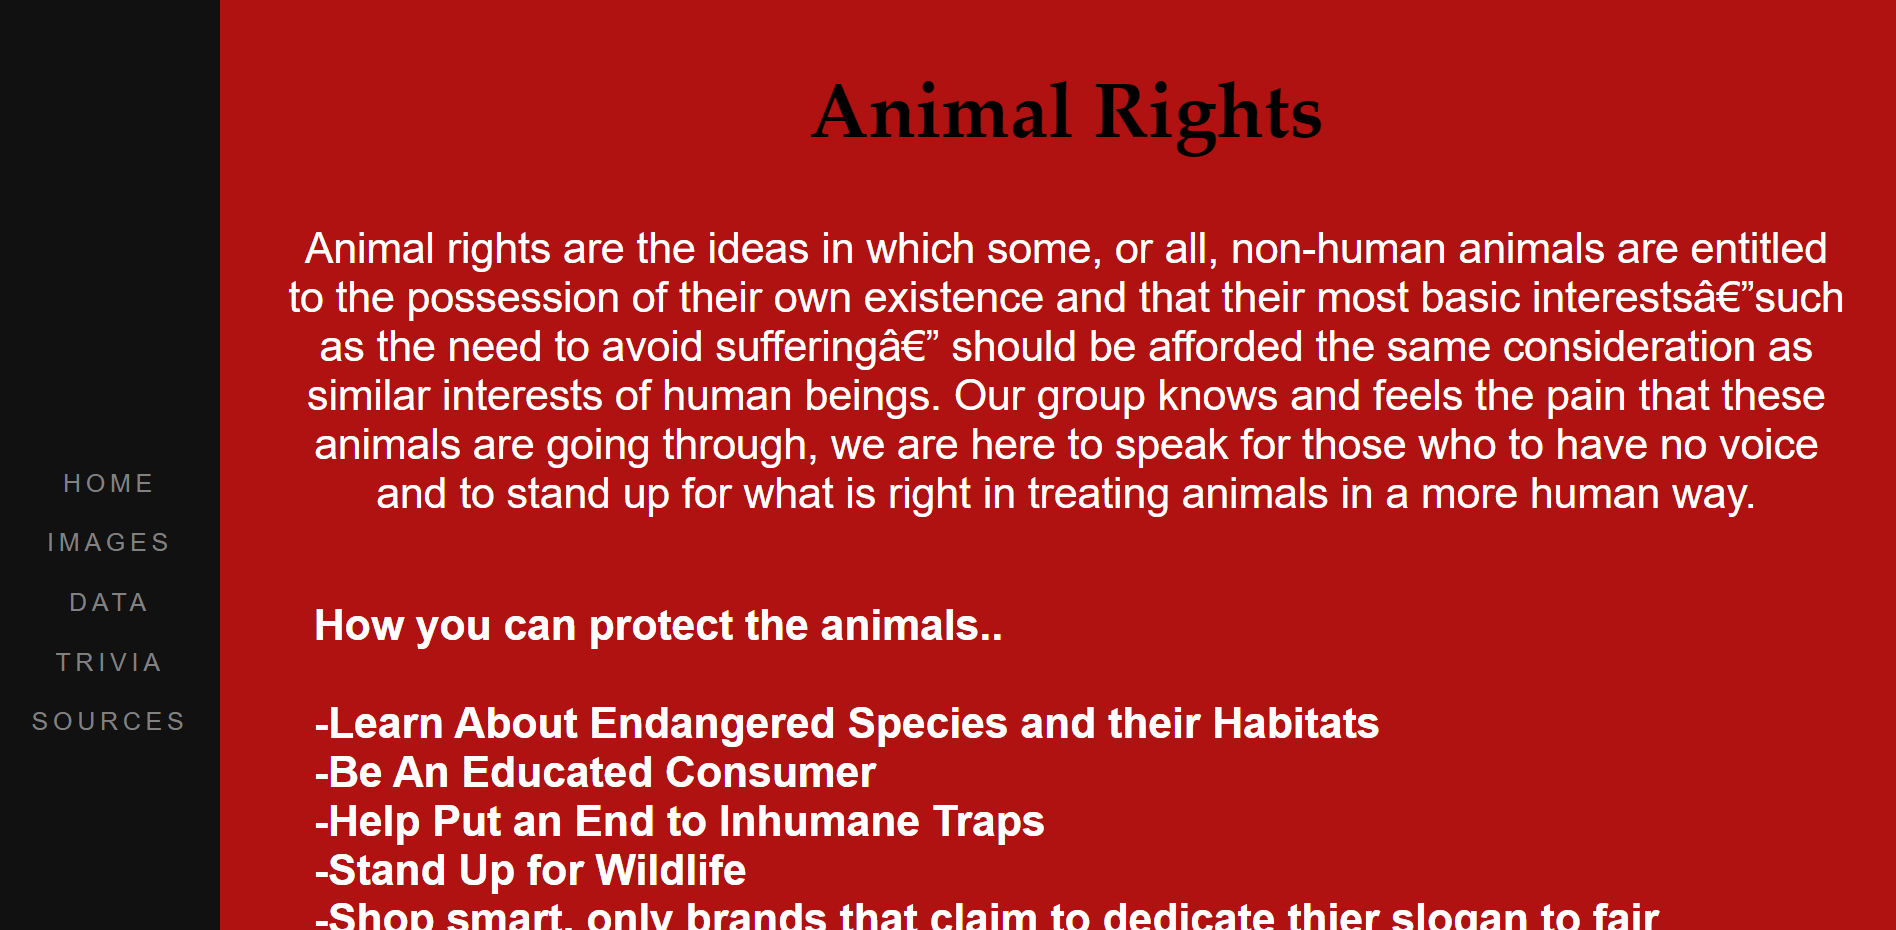 HOME
IMAGES
DATA
TRIVIA
SOURCES
Animal Rights
Animal rights are the ideas in which some, or all, non-human animals are entitled
to the possession of their own existence and that their most basic interestsâ€”such
as the need to avoid sufferingâ€” should be afforded the same consideration as
similar interests of human beings. Our group knows and feels the pain that these
animals are going through, we are here to speak for those who to have no voice
and to stand up for what is right in treating animals in a more human way.
How you can protect the animals..
-Learn About Endangered Species and their Habitats
-Be An Educated Consumer
-Help Put an End to Inhumane Traps
-Stand Up for Wildlife
-Shop smart, only brands that claim to dedicate thier slogan to fair